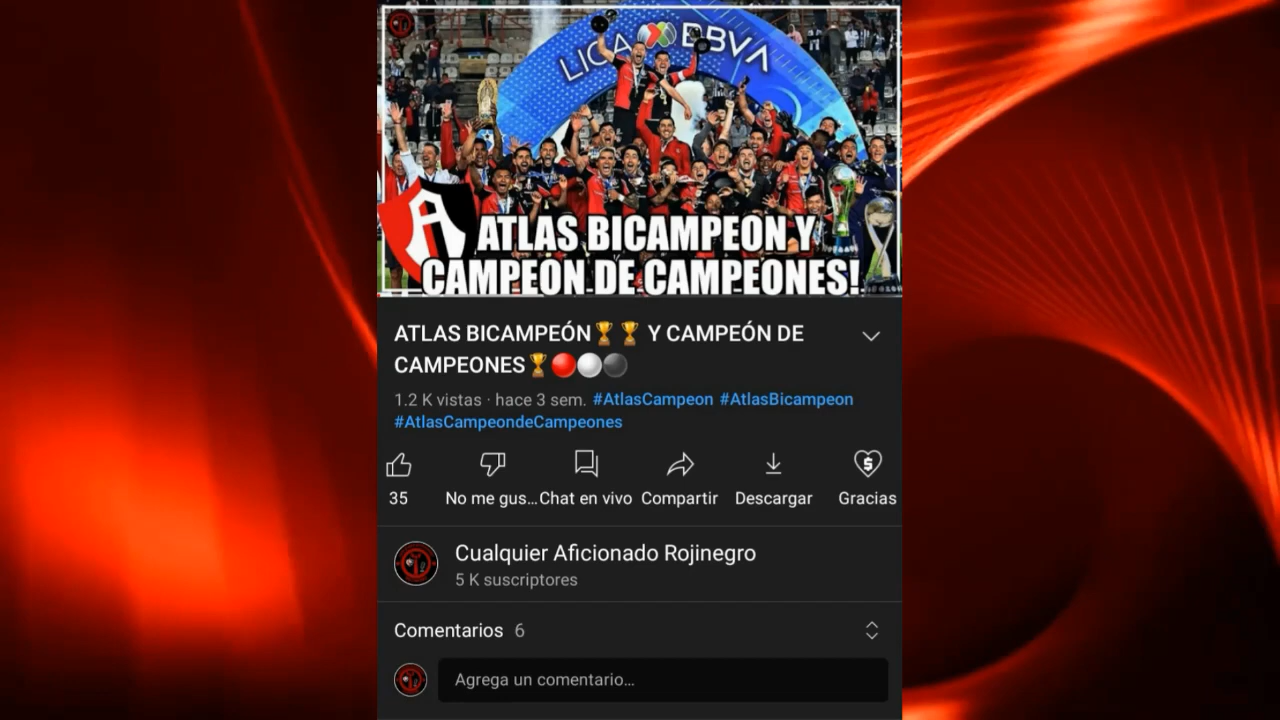 LIGA BBVA
ATLAS BICAMPEON Y
CAMPEON DE CAMPEONES!
ATLAS BICAMPEÓN🏆🏆 Y CAMPEÓN DE
CAMPEONES🏆🔴⚪⚫
1.2 K vistas · hace 3 sem. #AtlasCampeon #AtlasBicampeon
#AtlasCampeondeCampeones
35 No me gus... Chat en vivo Compartir Descargar Gracias
Cualquier Aficionado Rojinegro
5 K suscriptores
Comentarios 6
Agrega un comentario...